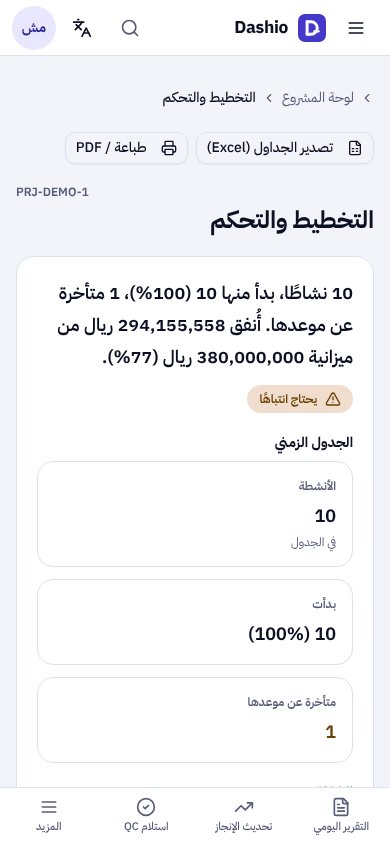 Dashio
مش
لوحة المشروع
التخطيط والتحكم
تصدير الجداول (Excel)
طباعة / PDF
PRJ-DEMO-1
التخطيط والتحكم
10 نشاطًا، بدأ منها 10 (100%)، 1 متأخرة
عن موعدها. أُنفق 294,155,558 ريال من
ميزانية 380,000,000 ريال (77%).
يحتاج انتباهًا
الجدول الزمني
الأنشطة
10
في الجدول
بدأت
10 (100%)
متأخرة عن موعدها
1
التقرير اليومي
تحديث الإنجاز
استلام QC
المزيد